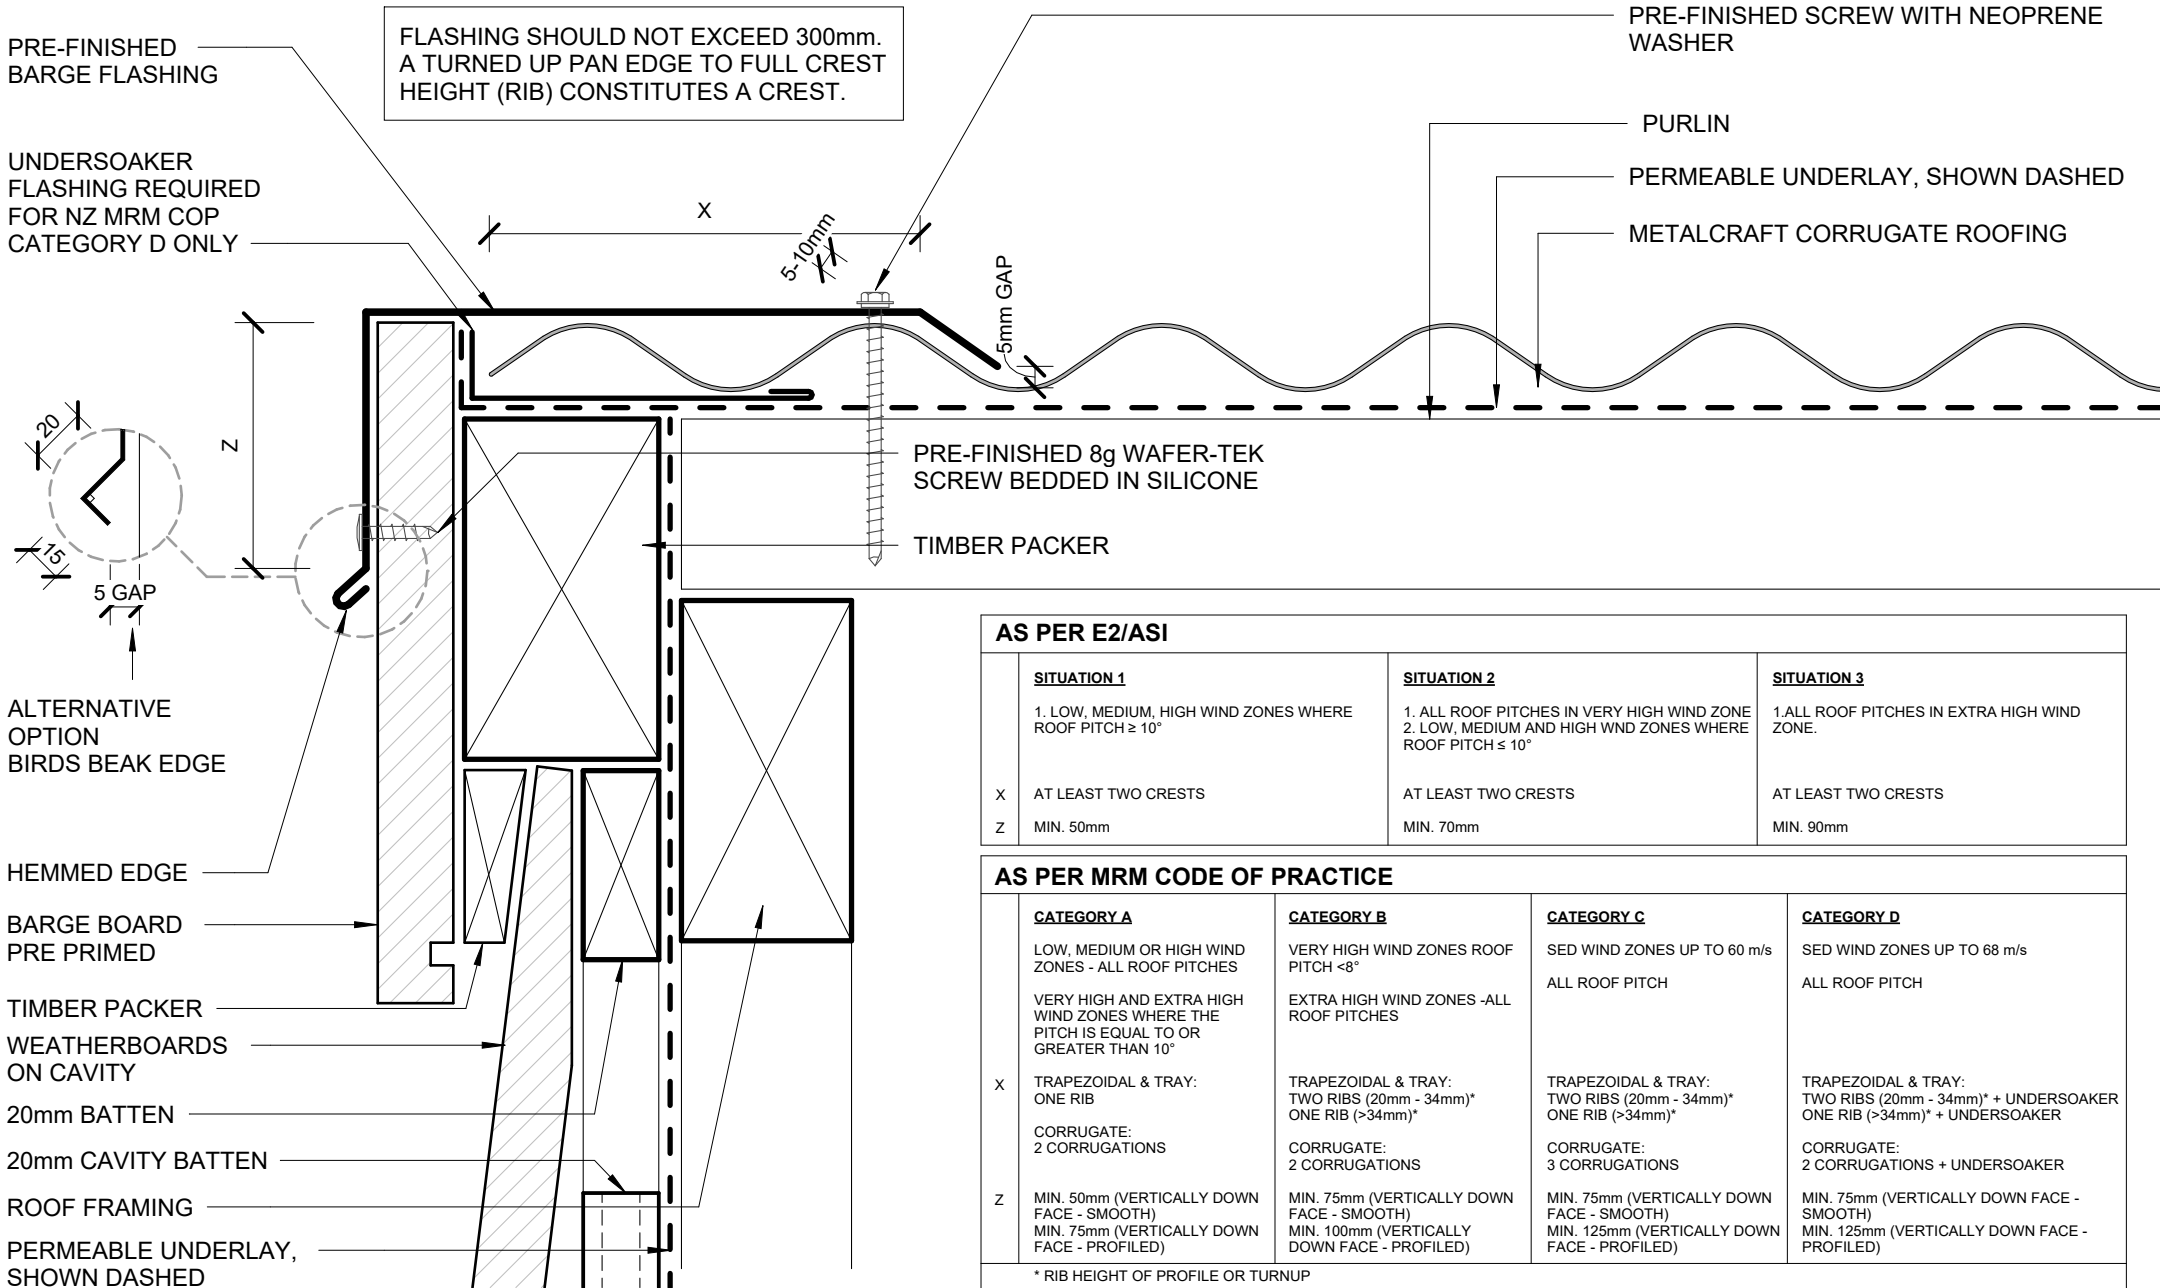 PRE-FINISHED
BARGE FLASHING
FLASHING SHOULD NOT EXCEED 300mm.
A TURNED UP PAN EDGE TO FULL CREST
HEIGHT (RIB) CONSTITUTES A CREST.
PRE-FINISHED SCREW WITH NEOPRENE
WASHER
PURLIN
UNDERSOAKER
FLASHING REQUIRED
FOR NZ MRM COP
CATEGORY D ONLY
PERMEABLE UNDERLAY, SHOWN DASHED
METALCRAFT CORRUGATE ROOFING
X
5-10mm
5mm GAP
Z
20
15
5 GAP
PRE-FINISHED 8g WAFER-TEK
SCREW BEDDED IN SILICONE
TIMBER PACKER
ALTERNATIVE
OPTION
BIRDS BEAK EDGE
HEMMED EDGE
BARGE BOARD
PRE PRIMED
TIMBER PACKER
WEATHERBOARDS
ON CAVITY
20mm BATTEN
20mm CAVITY BATTEN
ROOF FRAMING
PERMEABLE UNDERLAY,
SHOWN DASHED
AS PER E2/ASI
SITUATION 1
1. LOW, MEDIUM, HIGH WIND ZONES WHERE
ROOF PITCH ≥ 10°
SITUATION 2
1. ALL ROOF PITCHES IN VERY HIGH WIND ZONE
2. LOW, MEDIUM AND HIGH WND ZONES WHERE
ROOF PITCH ≤ 10°
SITUATION 3
1.ALL ROOF PITCHES IN EXTRA HIGH WIND
ZONE.
X
AT LEAST TWO CRESTS
AT LEAST TWO CRESTS
AT LEAST TWO CRESTS
Z
MIN. 50mm
MIN. 70mm
MIN. 90mm
AS PER MRM CODE OF PRACTICE
CATEGORY A
LOW, MEDIUM OR HIGH WIND
ZONES - ALL ROOF PITCHES
VERY HIGH AND EXTRA HIGH
WIND ZONES WHERE THE
PITCH IS EQUAL TO OR
GREATER THAN 10°
CATEGORY B
VERY HIGH WIND ZONES ROOF
PITCH <8°
EXTRA HIGH WIND ZONES -ALL
ROOF PITCHES
CATEGORY C
SED WIND ZONES UP TO 60 m/s
ALL ROOF PITCH
CATEGORY D
SED WIND ZONES UP TO 68 m/s
ALL ROOF PITCH
X
TRAPEZOIDAL & TRAY:
ONE RIB
CORRUGATE:
2 CORRUGATIONS
TRAPEZOIDAL & TRAY:
TWO RIBS (20mm - 34mm)*
ONE RIB (>34mm)*
CORRUGATE:
2 CORRUGATIONS
TRAPEZOIDAL & TRAY:
TWO RIBS (20mm - 34mm)*
ONE RIB (>34mm)*
CORRUGATE:
3 CORRUGATIONS
TRAPEZOIDAL & TRAY:
TWO RIBS (20mm - 34mm)* + UNDERSOAKER
ONE RIB (>34mm)* + UNDERSOAKER
CORRUGATE:
2 CORRUGATIONS + UNDERSOAKER
Z
MIN. 50mm (VERTICALLY DOWN
FACE - SMOOTH)
MIN. 75mm (VERTICALLY DOWN
FACE - PROFILED)
MIN. 75mm (VERTICALLY DOWN
FACE - SMOOTH)
MIN. 100mm (VERTICALLY
DOWN FACE - PROFILED)
MIN. 75mm (VERTICALLY DOWN
FACE - SMOOTH)
MIN. 125mm (VERTICALLY DOWN
FACE - PROFILED)
MIN. 75mm (VERTICALLY DOWN FACE -
SMOOTH)
MIN. 125mm (VERTICALLY DOWN FACE -
PROFILED)
* RIB HEIGHT OF PROFILE OR TURNUP